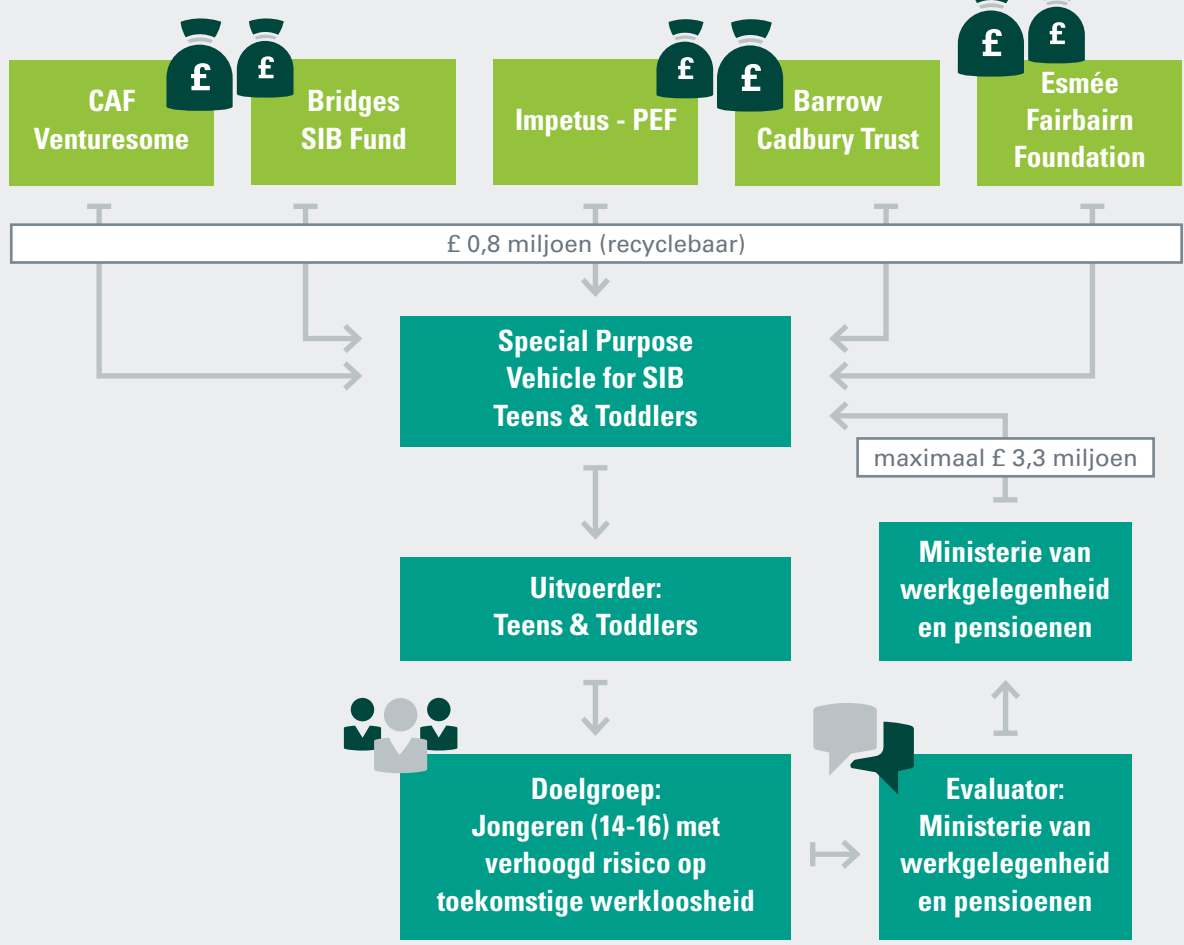 £
£
£
£
£
£
CAF
Venturesome
Bridges
SIB Fund
Impetus - PEF
Barrow
Cadbury Trust
Esmée
Fairbairn
Foundation
£ 0,8 miljoen (recyclebaar)
Special Purpose
Vehicle for SIB
Teens & Toddlers
maximaal £ 3,3 miljoen
Uitvoerder:
Teens & Toddlers
Ministerie van
werkgelegenheid
en pensioenen
Doelgroep:
Jongeren (14-16) met
verhoogd risico op
toekomstige werkloosheid
Evaluator:
Ministerie van
werkgelegenheid
en pensioenen